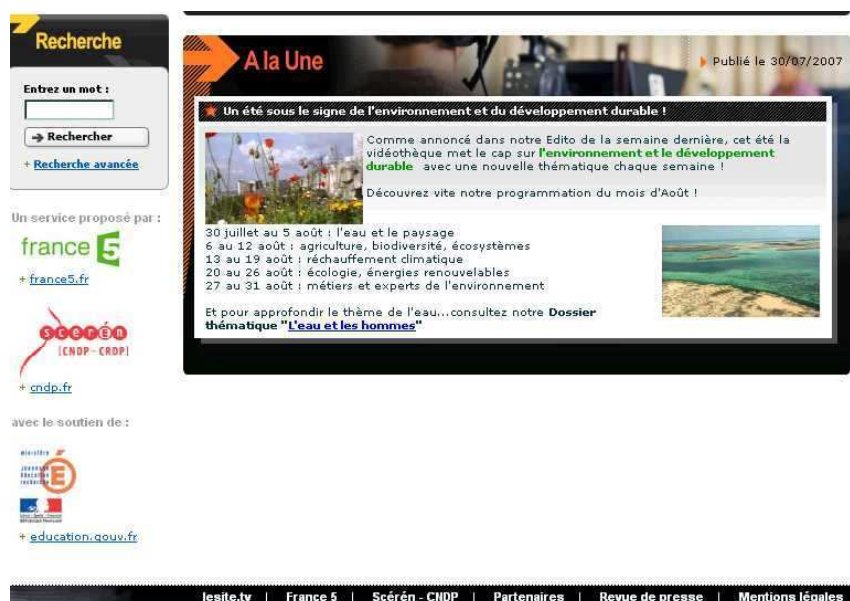 Recherche
Entrez un mot :
Rechercher
+ Recherche avancée
Un service proposé par :
france 5
+ france5.fr
scérén
[CNDP-CRDP]
+ cndp.fr
avec le soutien de :
ministère
jeunesse
éducation
recherche
É
+ education.gouv.fr
A la Une
Publié le 30/07/2007
Un été sous le signe de l'environnement et du développement durable !
Comme annoncé dans notre Edito de la semaine dernière, cet été la
vidéothèque met le cap sur l'environnement et le développement
durable avec une nouvelle thématique chaque semaine !
Découvrez vite notre programmation du mois d'Août !
30 juillet au 5 août : l'eau et le paysage
6 au 12 août : agriculture, biodiversité, écosystèmes
13 au 19 août : réchauffement climatique
20 au 26 août : écologie, énergies renouvelables
27 au 31 août : métiers et experts de l'environnement
Et pour approfondir le thème de l'eau...consultez notre Dossier
thématique "L'eau et les hommes"
lesite.tv | France 5 | Scérén - CNDP | Partenaires | Revue de presse | Mentions légales